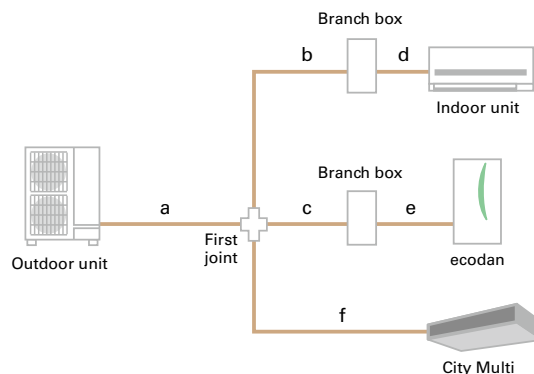 Branch box
b
d
Indoor unit
Branch box
a
c
e
First
joint
Outdoor unit
ecodan
f
City Multi